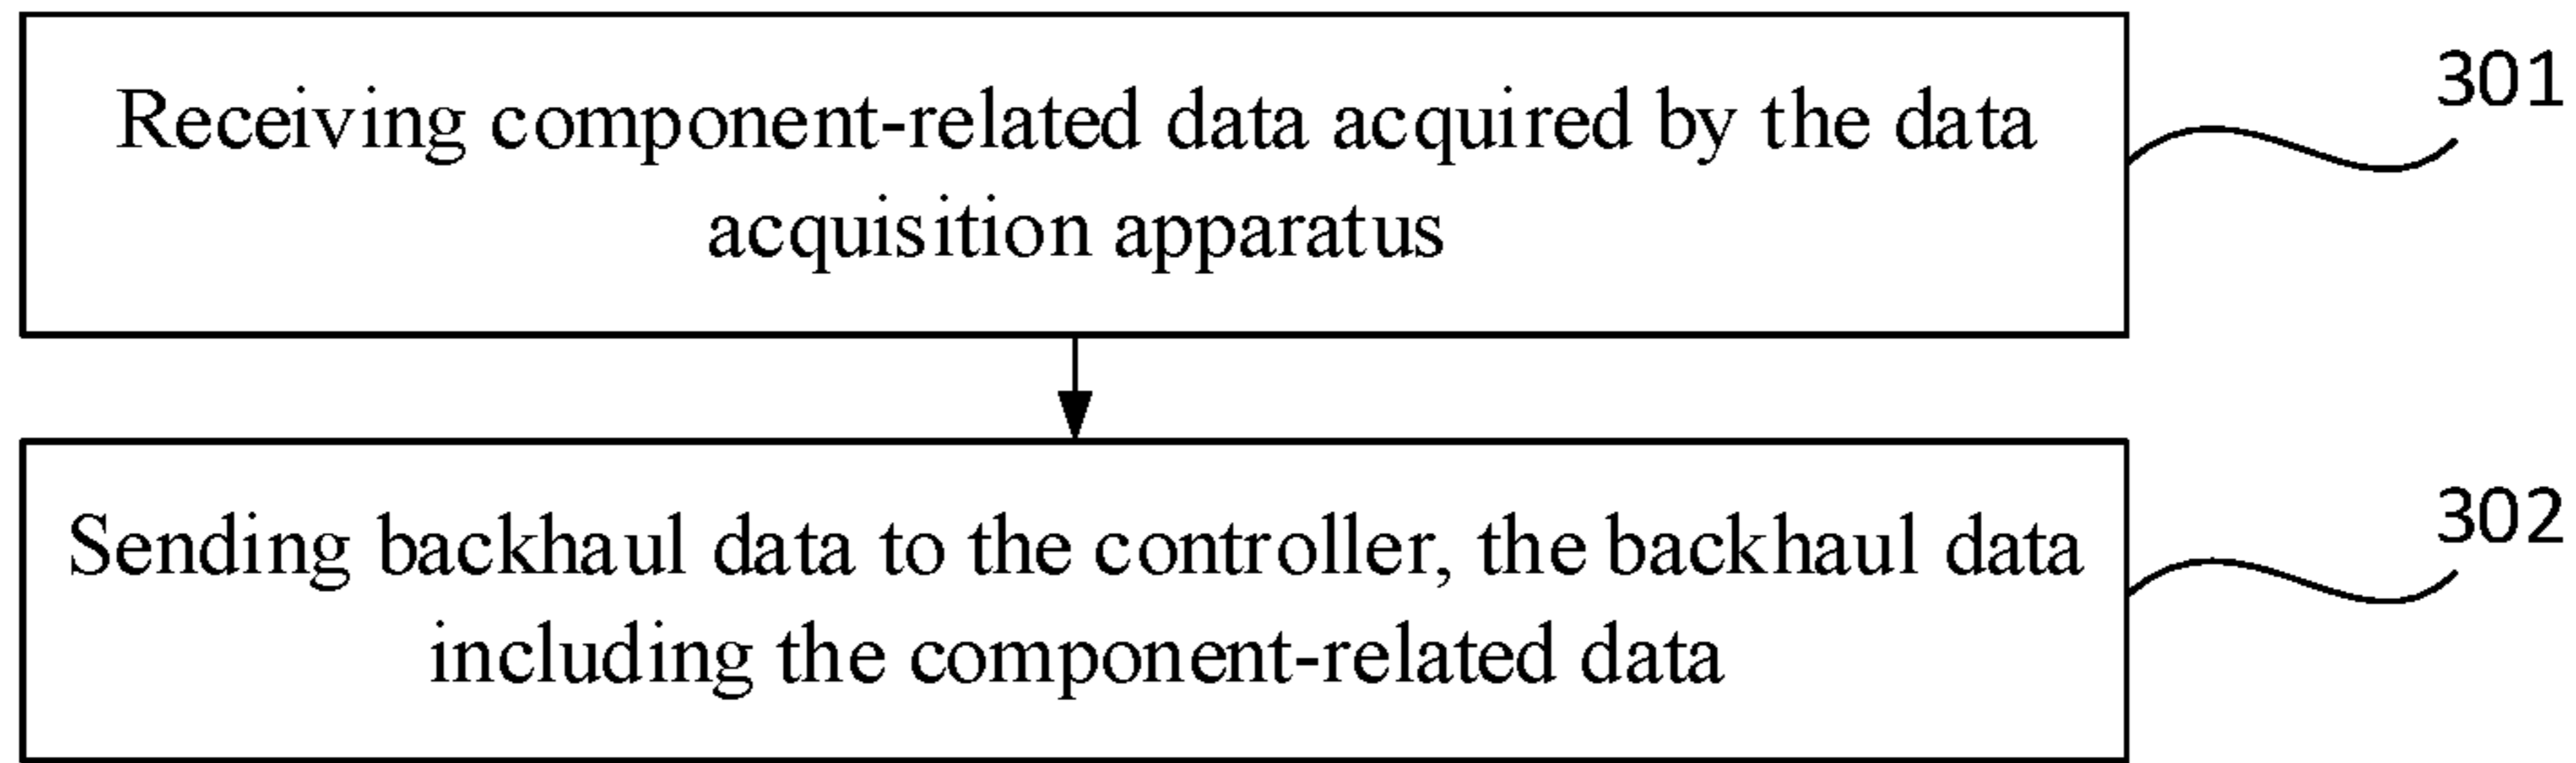 Receiving component-related data acquired by the data
acquisition apparatus
301
Sending backhaul data to the controller, the backhaul data
including the component-related data
302